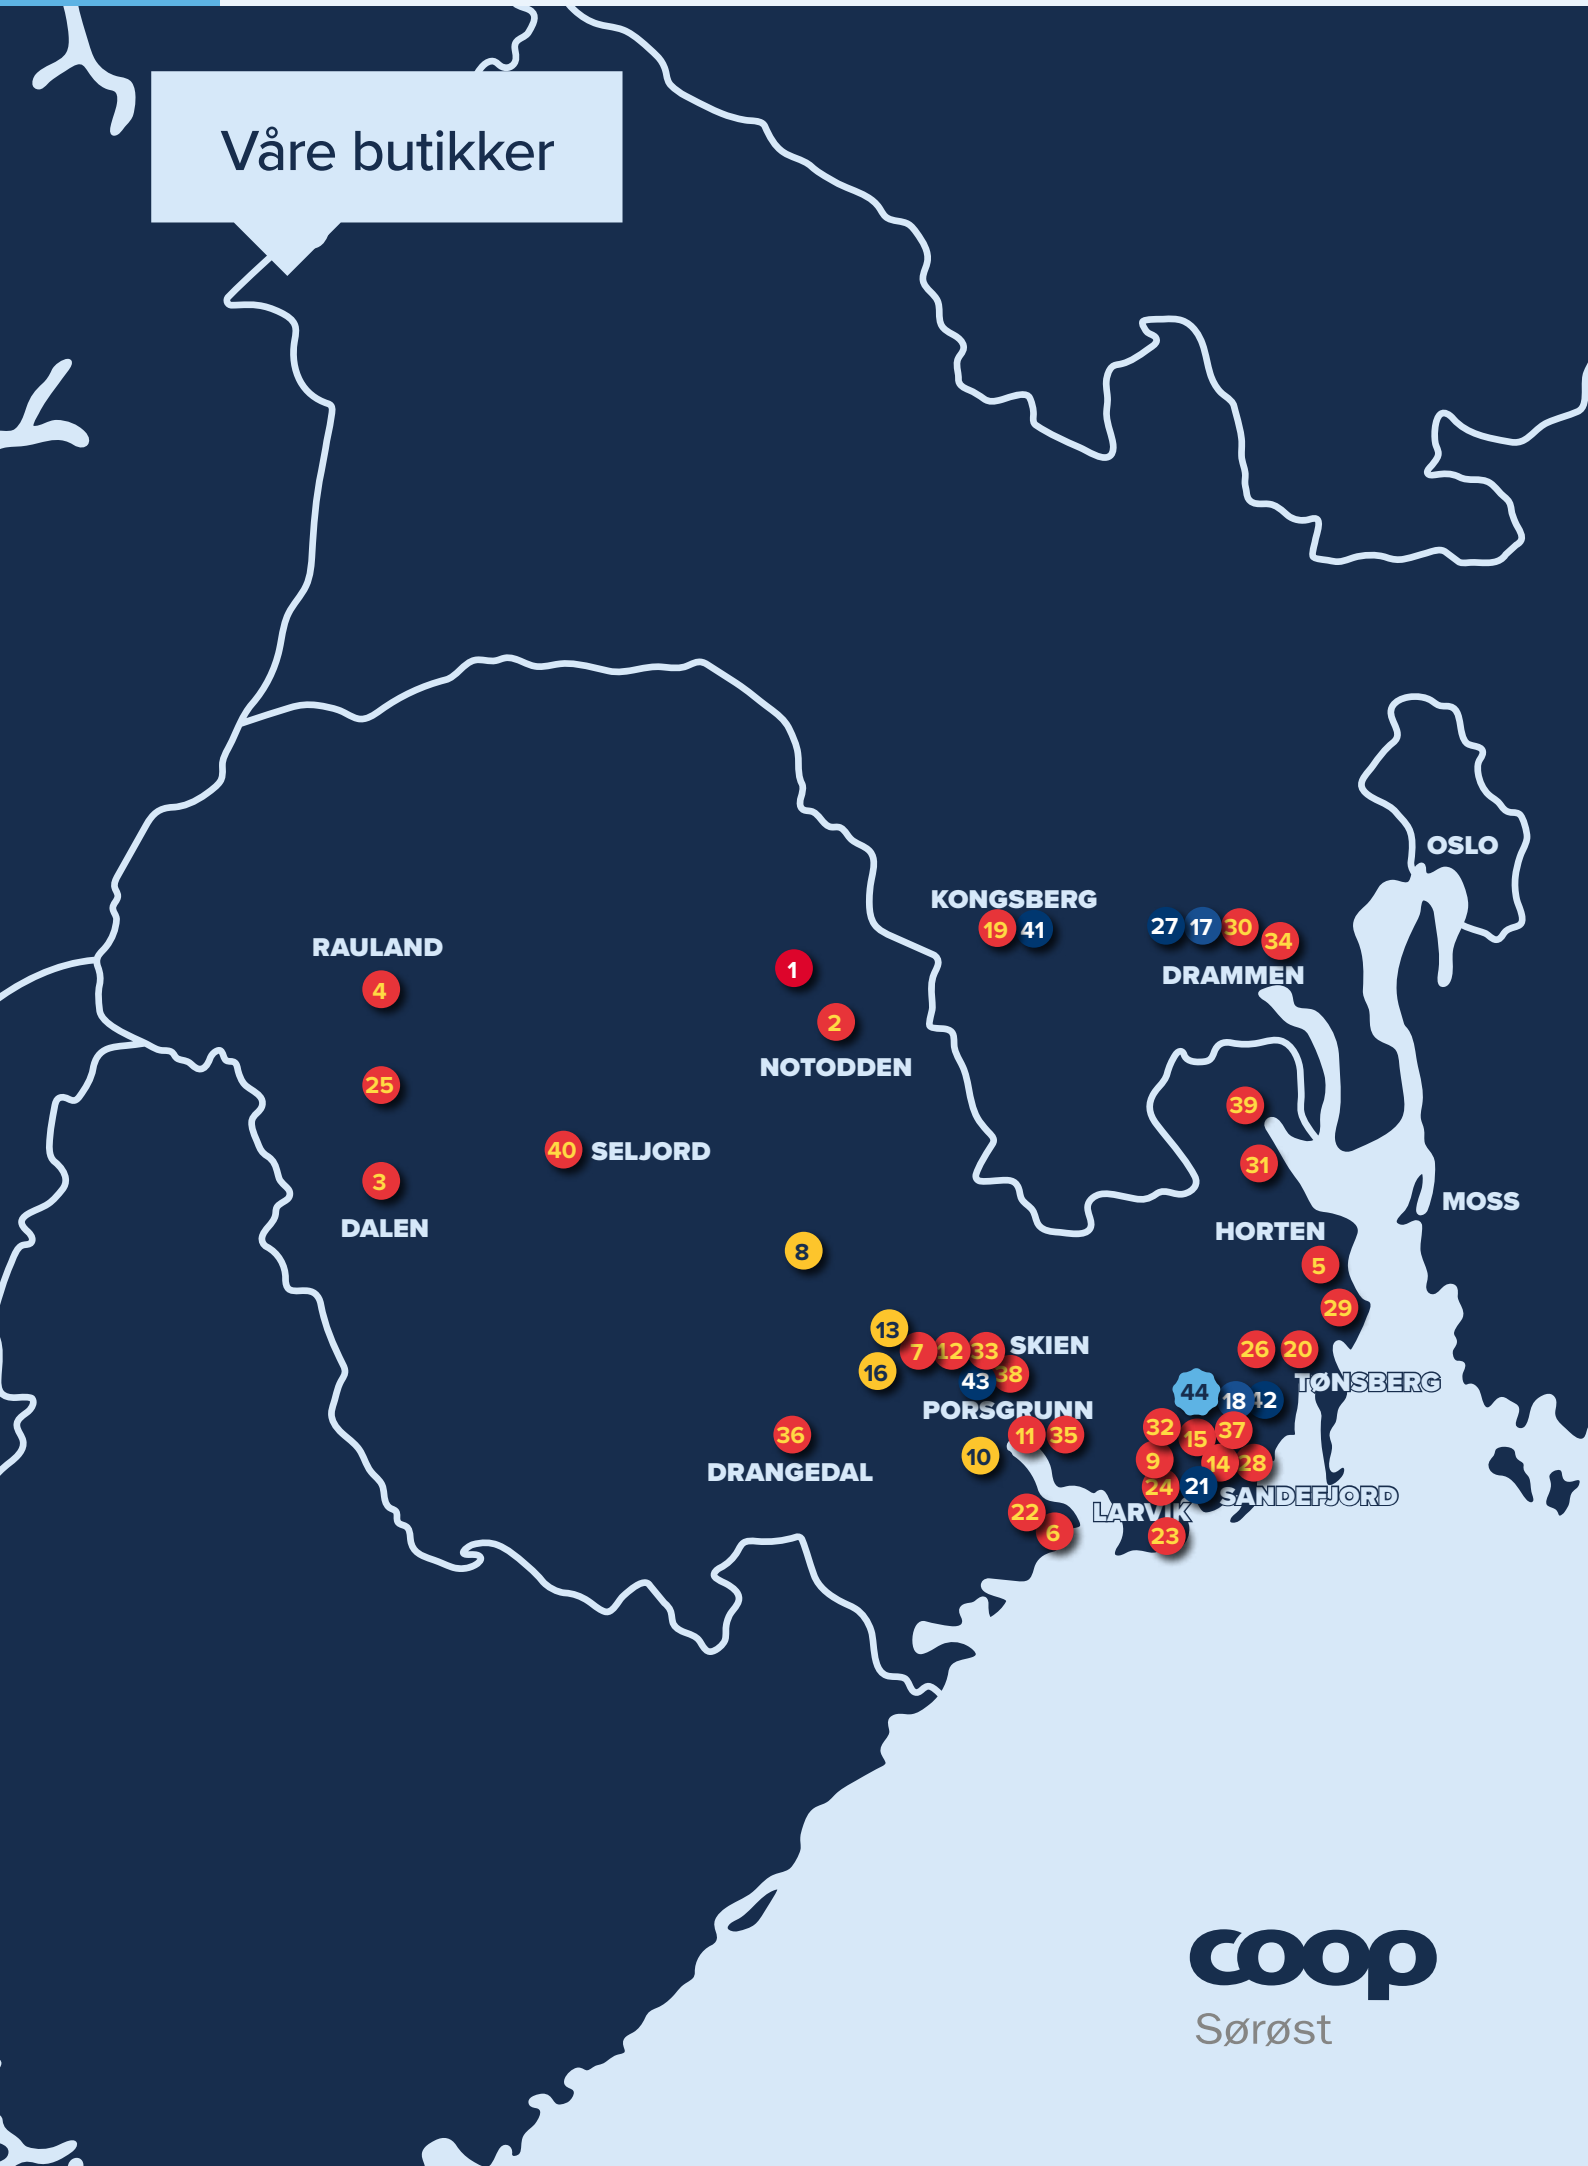 Våre butikker
OSLO
KONGSBERG
19 41
27 17 30 34
DRAMMEN
RAULAND
4
1
2
NOTODDEN
25
39
40 SELJORD
31
3
DALEN
MOSS
HORTEN
8
5
29
13
7 12 33 SKIEN
26 20
16
43 38
TØNSBERG
44 18 42
PORSGRUNN
36
11 35
32 15 37
DRANGEDAL
10
9 14 28
24 21 SANDEFJORD
22
LARVIK
6
23
coop
Sørøst